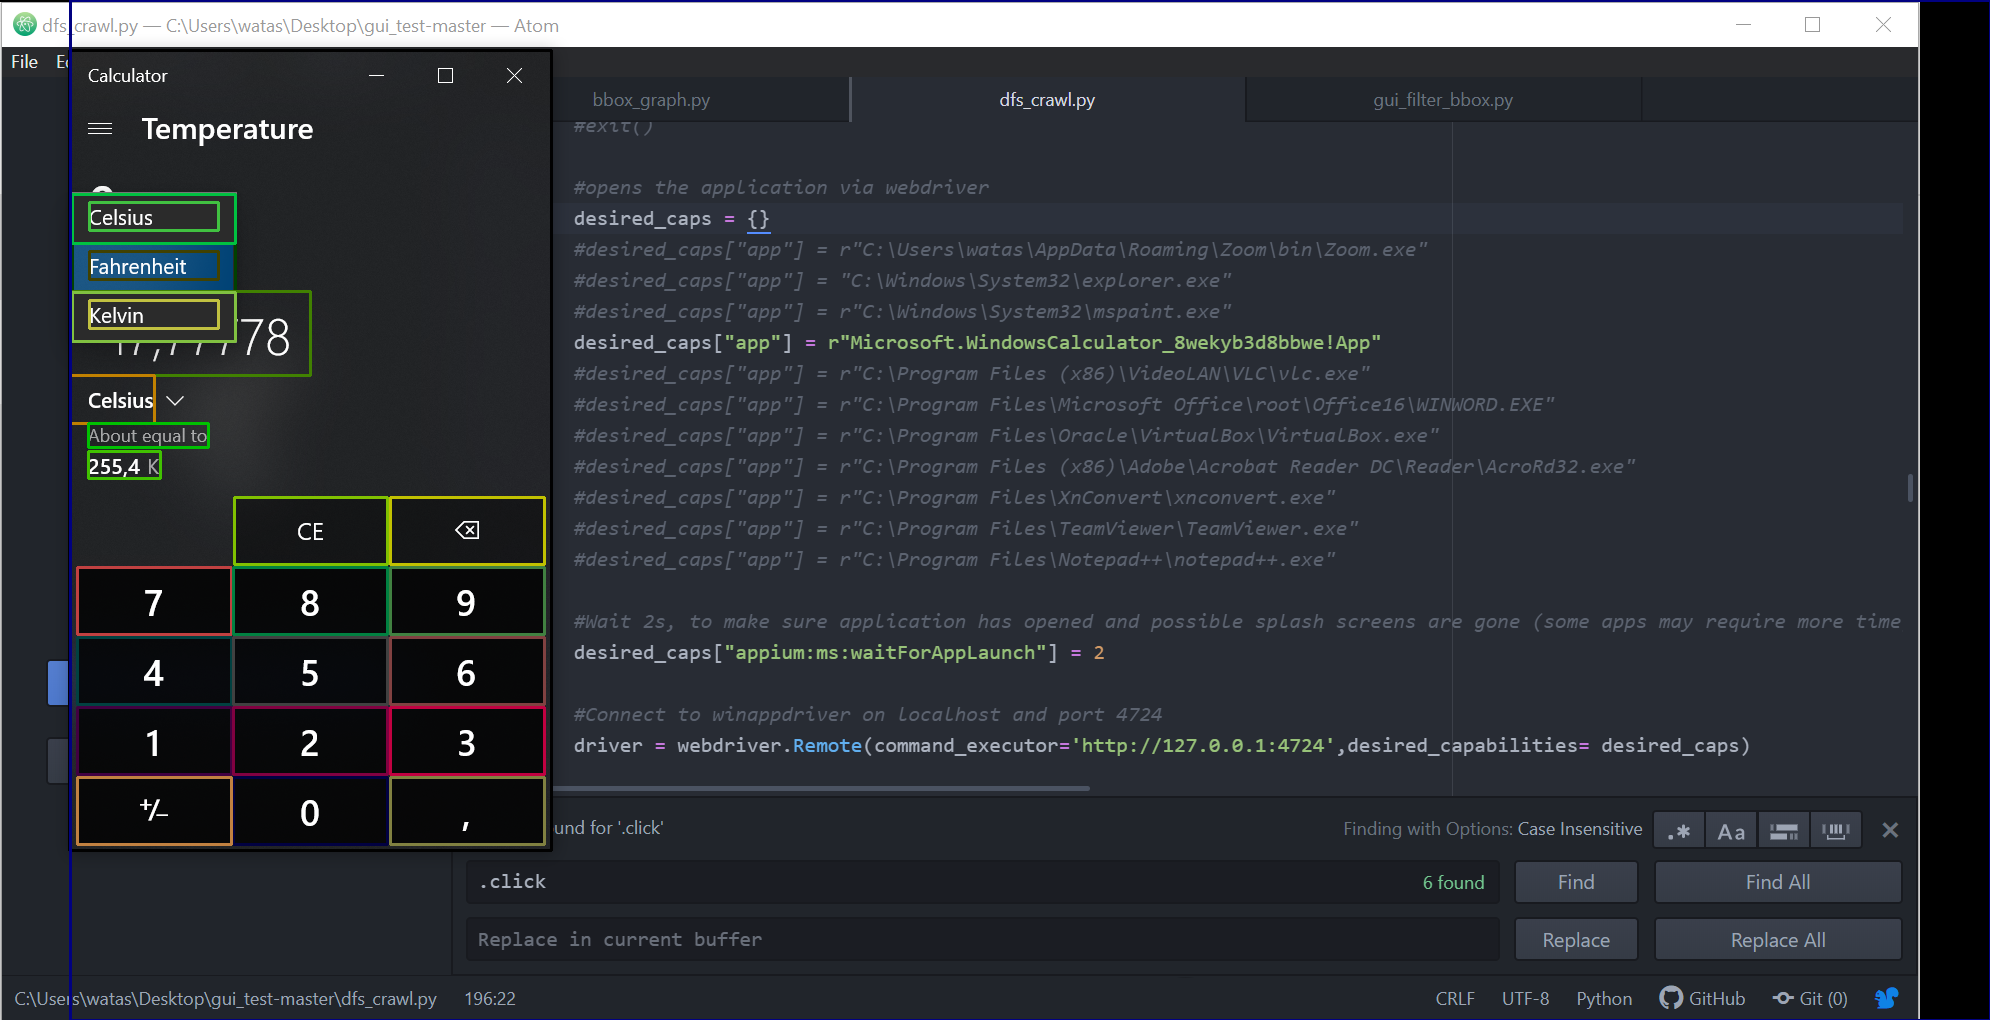 dfs_crawl.py — C:\Users\watas\Desktop\gui_test-master — Atom
File
Calculator
Temperature
Celsius
Fahrenheit
Kelvin
78
Celsius
About equal to
255,4 K
CE
7 8 9
4 5 6
1 2 3
+/− 0 ,
bbox_graph.py dfs_crawl.py gui_filter_bbox.py
#exit()
#opens the application via webdriver
desired_caps = {}
#desired_caps["app"] = r"C:\Users\watas\AppData\Roaming\Zoom\bin\Zoom.exe"
#desired_caps["app"] = "C:\Windows\System32\explorer.exe"
#desired_caps["app"] = r"C:\Windows\System32\mspaint.exe"
desired_caps["app"] = r"Microsoft.WindowsCalculator_8wekyb3d8bbwe!App"
#desired_caps["app"] = r"C:\Program Files (x86)\VideoLAN\VLC\vlc.exe"
#desired_caps["app"] = r"C:\Program Files\Microsoft Office\root\Office16\WINWORD.EXE"
#desired_caps["app"] = r"C:\Program Files\Oracle\VirtualBox\VirtualBox.exe"
#desired_caps["app"] = r"C:\Program Files (x86)\Adobe\Acrobat Reader DC\Reader\AcroRd32.exe"
#desired_caps["app"] = r"C:\Program Files\XnConvert\xnconvert.exe"
#desired_caps["app"] = r"C:\Program Files\TeamViewer\TeamViewer.exe"
#desired_caps["app"] = r"C:\Program Files\Notepad++\notepad++.exe"
#Wait 2s, to make sure application has opened and possible splash screens are gone (some apps may require more time
desired_caps["appium:ms:waitForAppLaunch"] = 2
#Connect to winappdriver on localhost and port 4724
driver = webdriver.Remote(command_executor='http://127.0.0.1:4724',desired_capabilities= desired_caps)
und for '.click'
Finding with Options: Case Insensitive .* Aa
.click 6 found Find Find All
Replace in current buffer Replace Replace All
C:\Users\watas\Desktop\gui_test-master\dfs_crawl.py 196:22 CRLF UTF-8 Python GitHub Git (0)